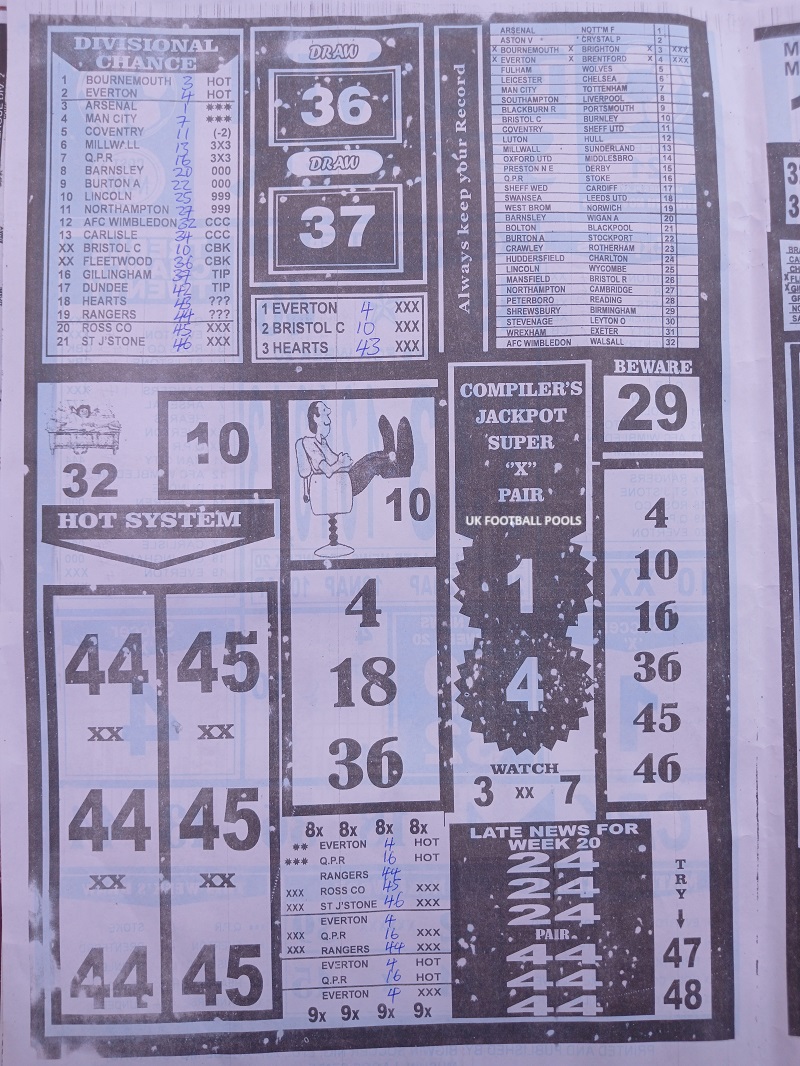 DIVISIONAL
CHANCE
1 BOURNEMOUTH 3 HOT
2 EVERTON 4 HOT
3 ARSENAL ***
4 MAN CITY 7 ***
5 COVENTRY 11 (-2)
6 MILLWALL 13 3X3
7 Q.P.R 16 3X3
8 BARNSLEY 20 000
9 BURTON A 22 000
10 LINCOLN 25 999
11 NORTHAMPTON 27 999
12 AFC WIMBLEDON 32 CCC
13 CARLISLE 34 CCC
XX BRISTOL C 10 CBK
XX FLEETWOOD 36 CBK
16 GILLINGHAM 37 TIP
17 DUNDEE 42 TIP
18 HEARTS 43 ???
19 RANGERS 44 ???
20 ROSS CO 45 XXX
21 ST J'STONE 46 XXX
DRAW
36
DRAW
37
1 EVERTON 4 XXX
2 BRISTOL C 10 XXX
3 HEARTS 43 XXX
Always keep your Record
ARSENAL NOTT'M F 1
ASTON V CRYSTAL P 2
X BOURNEMOUTH X BRIGHTON X 3 XXX
X EVERTON X BRENTFORD X 4 XXX
FULHAM WOLVES 5
LEICESTER CHELSEA 6
MAN CITY TOTTENHAM 7
SOUTHAMPTON LIVERPOOL 8
BLACKBURN R PORTSMOUTH 9
BRISTOL C BURNLEY 10
COVENTRY SHEFF UTD 11
LUTON HULL 12
MILLWALL SUNDERLAND 13
OXFORD UTD MIDDLESBRO 14
PRESTON N E DERBY 15
Q.P.R STOKE 16
SHEFF WED CARDIFF 17
SWANSEA LEEDS UTD 18
WEST BROM NORWICH 19
BARNSLEY WIGAN A 20
BOLTON BLACKPOOL 21
BURTON A STOCKPORT 22
CRAWLEY ROTHERHAM 23
HUDDERSFIELD CHARLTON 24
LINCOLN WYCOMBE 25
MANSFIELD BRISTOL R 26
NORTHAMPTON CAMBRIDGE 27
PETERBORO READING 28
SHREWSBURY BIRMINGHAM 29
STEVENAGE LEYTON O 30
WREXHAM EXETER 31
AFC WIMBLEDON WALSALL 32
32
10
HOT SYSTEM
44 45
XX XX
44 45
XX XX
44 45
10
4
18
36
8x 8x 8x 8x
** EVERTON 4 HOT
*** Q.P.R 16 HOT
RANGERS 44
XXX ROSS CO 45 XXX
XXX ST J'STONE 46 XXX
EVERTON 4
XXX Q.P.R 16 XXX
XXX RANGERS 44 XXX
EVERTON 4 HOT
Q.P.R 16 HOT
EVERTON 4 XXX
9x 9x 9x 9x
COMPILER'S
JACKPOT
SUPER
"X"
PAIR
UK FOOTBALL POOLS
1
4
WATCH
3 XX 7
BEWARE
29
4
10
16
36
45
46
LATE NEWS FOR
WEEK 20
24
24
24
PAIR
44
44
44
TRY
47
48